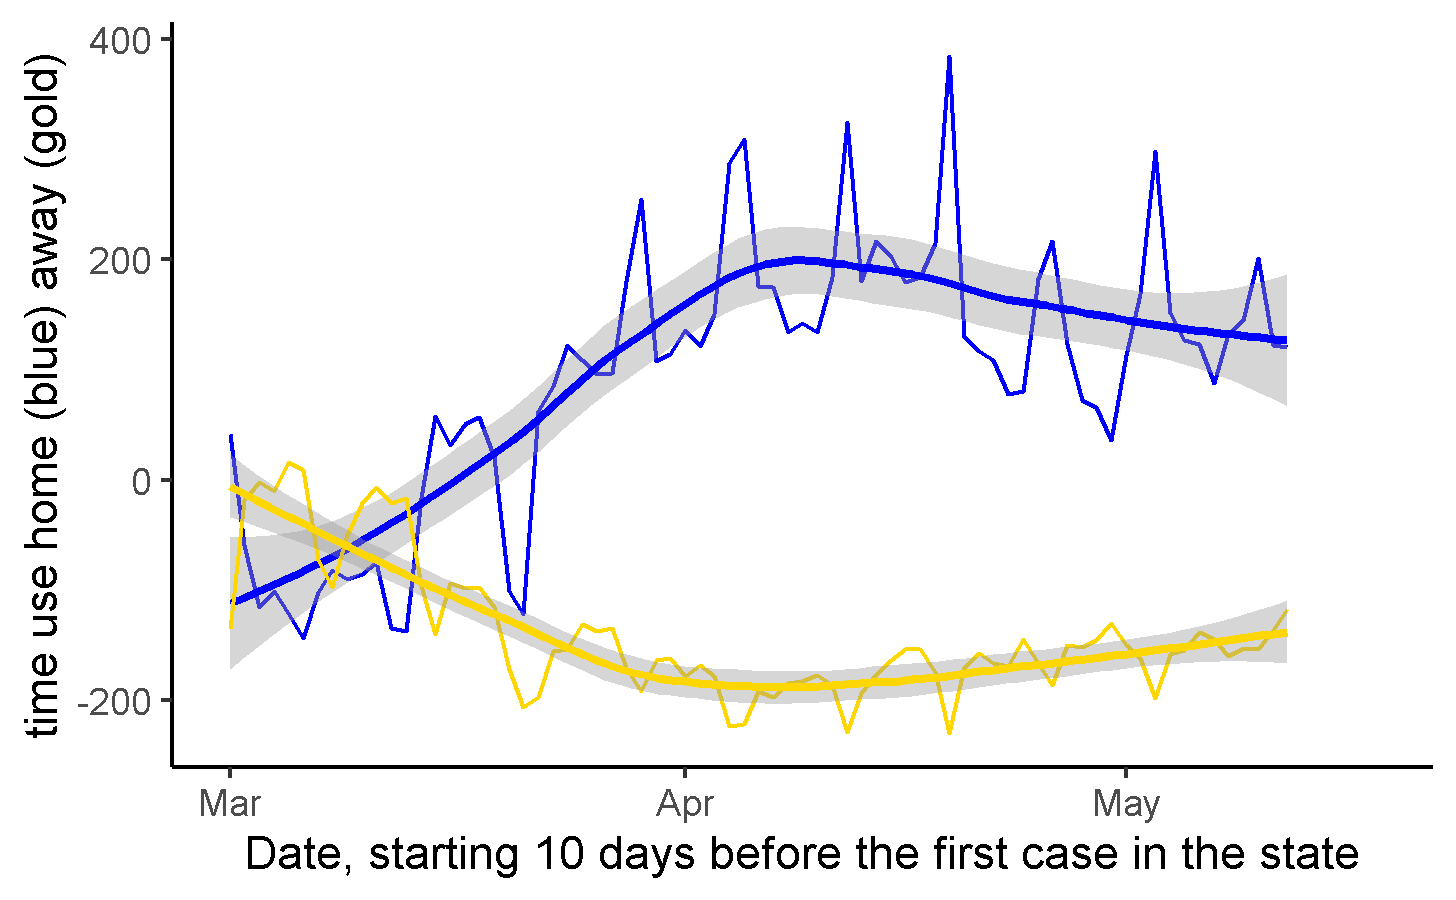 time use home (blue) away (gold)
400
200
0
-200
Mar
Apr
May
Date, starting 10 days before the first case in the state